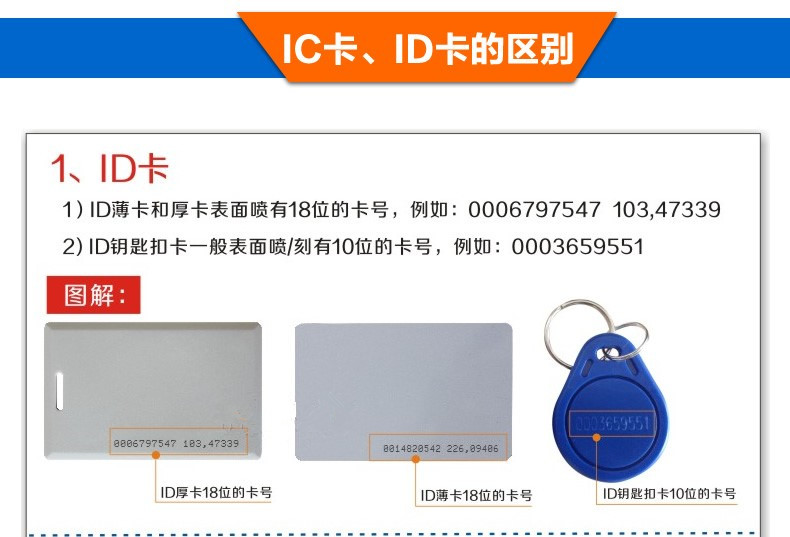 IC卡、ID卡的区别
1、ID卡
1）ID薄卡和厚卡表面喷有18位的卡号，例如：0006797547 103,47339
2）ID钥匙扣卡一般表面喷/刻有10位的卡号，例如：0003659551
图解：
0006797547 103,47339
0014820542 226,09406
0003659551
ID厚卡18位的卡号
ID薄卡18位的卡号
ID钥匙扣卡10位的卡号